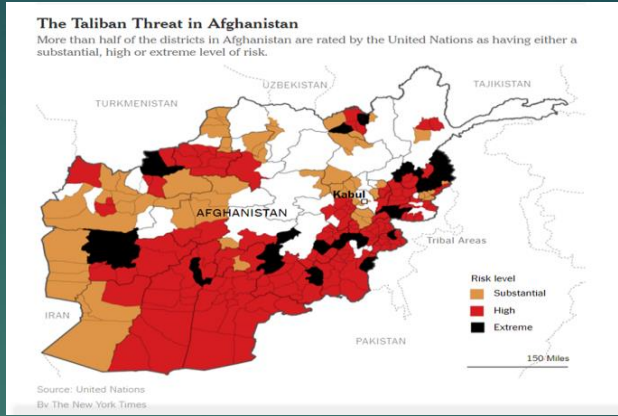 The Taliban Threat in Afghanistan
More than half of the districts in Afghanistan are rated by the United Nations as having either a
substantial, high or extreme level of risk.
UZBEKISTAN
TAJIKISTAN
TURKMENISTAN
Kabul
AFGHANISTAN
Tribal Areas
Risk level
Substantial
High
Extreme
IRAN
PAKISTAN
150 Miles
Source: United Nations
By The New York Times